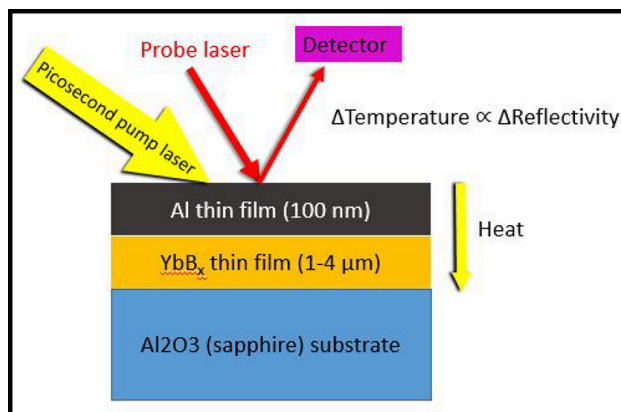 Probe laser
Detector
Picosecond pump laser
ΔTemperature ∝ ΔReflectivity
Al thin film (100 nm)
Heat
YbBₓ thin film (1-4 μm)
Al2O3 (sapphire) substrate